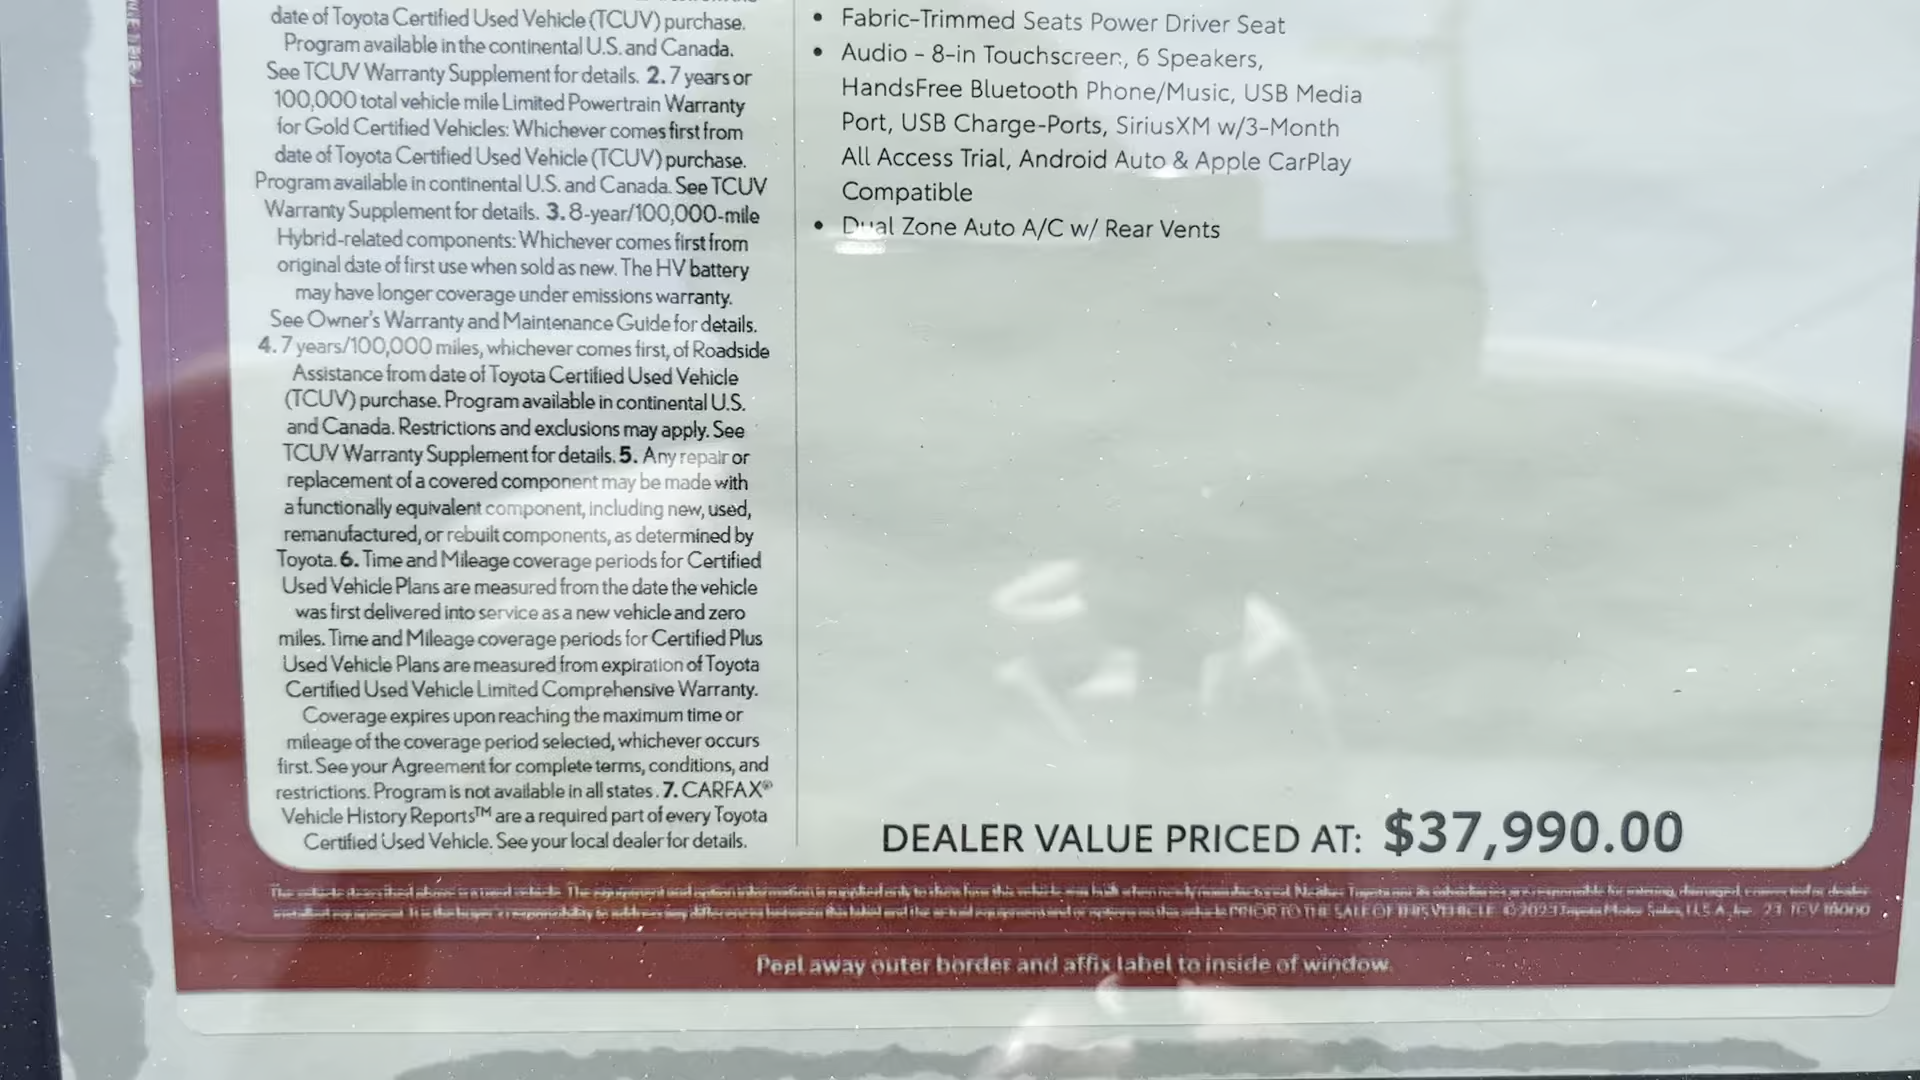 date of Toyota Certified Used Vehicle (TCUV) purchase.
Program available in the continental U.S. and Canada.
See TCUV Warranty Supplement for details. 2. 7 years or
100,000 total vehicle mile Limited Powertrain Warranty
for Gold Certified Vehicles: Whichever comes first from
date of Toyota Certified Used Vehicle (TCUV) purchase.
Program available in continental U.S. and Canada. See TCUV
Warranty Supplement for details. 3. 8-year/100,000-mile
Hybrid-related components: Whichever comes first from
original date of first use when sold as new. The HV battery
may have longer coverage under emissions warranty.
See Owner's Warranty and Maintenance Guide for details.
4. 7 years/100,000 miles, whichever comes first, of Roadside
Assistance from date of Toyota Certified Used Vehicle
(TCUV) purchase. Program available in continental U.S.
and Canada. Restrictions and exclusions may apply. See
TCUV Warranty Supplement for details. 5. Any repair or
replacement of a covered component may be made with
a functionally equivalent component, including new, used,
remanufactured, or rebuilt components, as determined by
Toyota. 6. Time and Mileage coverage periods for Certified
Used Vehicle Plans are measured from the date the vehicle
was first delivered into service as a new vehicle and zero
miles. Time and Mileage coverage periods for Certified Plus
Used Vehicle Plans are measured from expiration of Toyota
Certified Used Vehicle Limited Comprehensive Warranty.
Coverage expires upon reaching the maximum time or
mileage of the coverage period selected, whichever occurs
first. See your Agreement for complete terms, conditions, and
restrictions. Program is not available in all states. 7. CARFAX®
Vehicle History Reports™ are a required part of every Toyota
Certified Used Vehicle. See your local dealer for details.
• Fabric-Trimmed Seats Power Driver Seat
• Audio - 8-in Touchscreen, 6 Speakers,
HandsFree Bluetooth Phone/Music, USB Media
Port, USB Charge-Ports, SiriusXM w/3-Month
All Access Trial, Android Auto & Apple CarPlay
Compatible
• Dual Zone Auto A/C w/ Rear Vents
DEALER VALUE PRICED AT: $37,990.00
PRIOR TO THE SALE OF THIS VEHICLE. ©2023 Toyota Motor Sales, U.S.A., Inc.
Peel away outer border and affix label to inside of window.